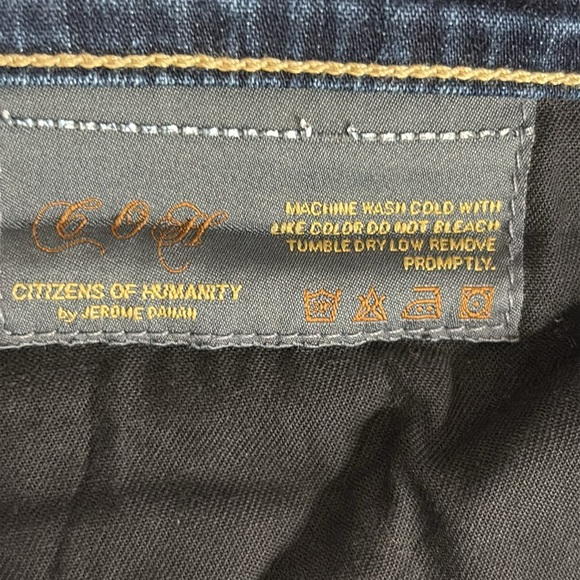 C O H
CITIZENS OF HUMANITY
by JEROME DAHAN
MACHINE WASH COLD WITH
LIKE COLOR DO NOT BLEACH
TUMBLE DRY LOW REMOVE
PROMPTLY.